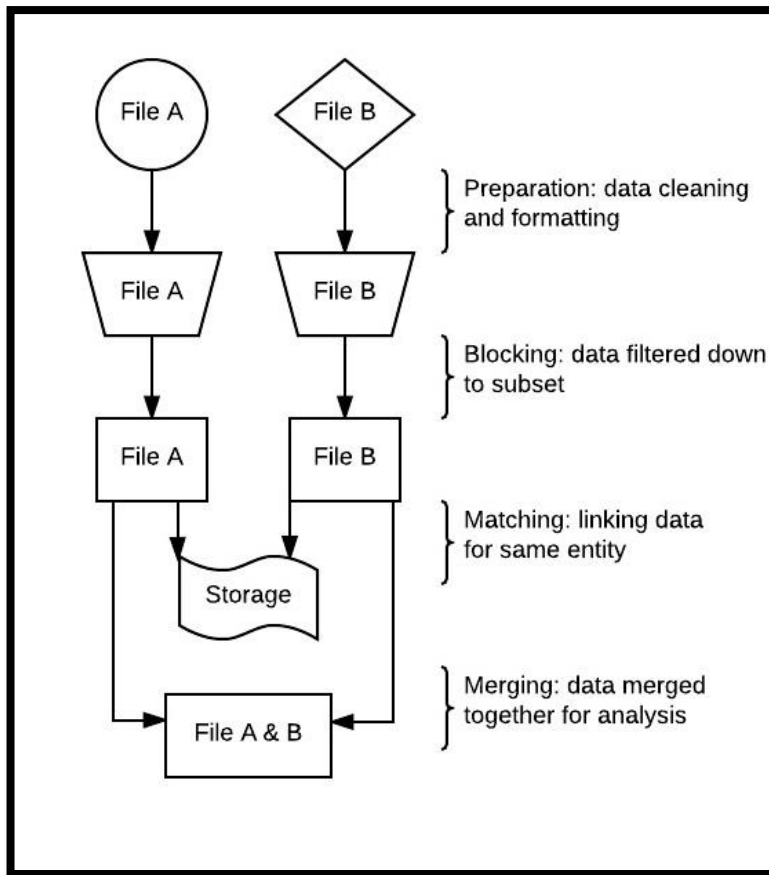 File A
File B
Preparation: data cleaning
and formatting
File A
File B
Blocking: data filtered down
to subset
File A
File B
Matching: linking data
for same entity
Storage
Merging: data merged
together for analysis
File A & B